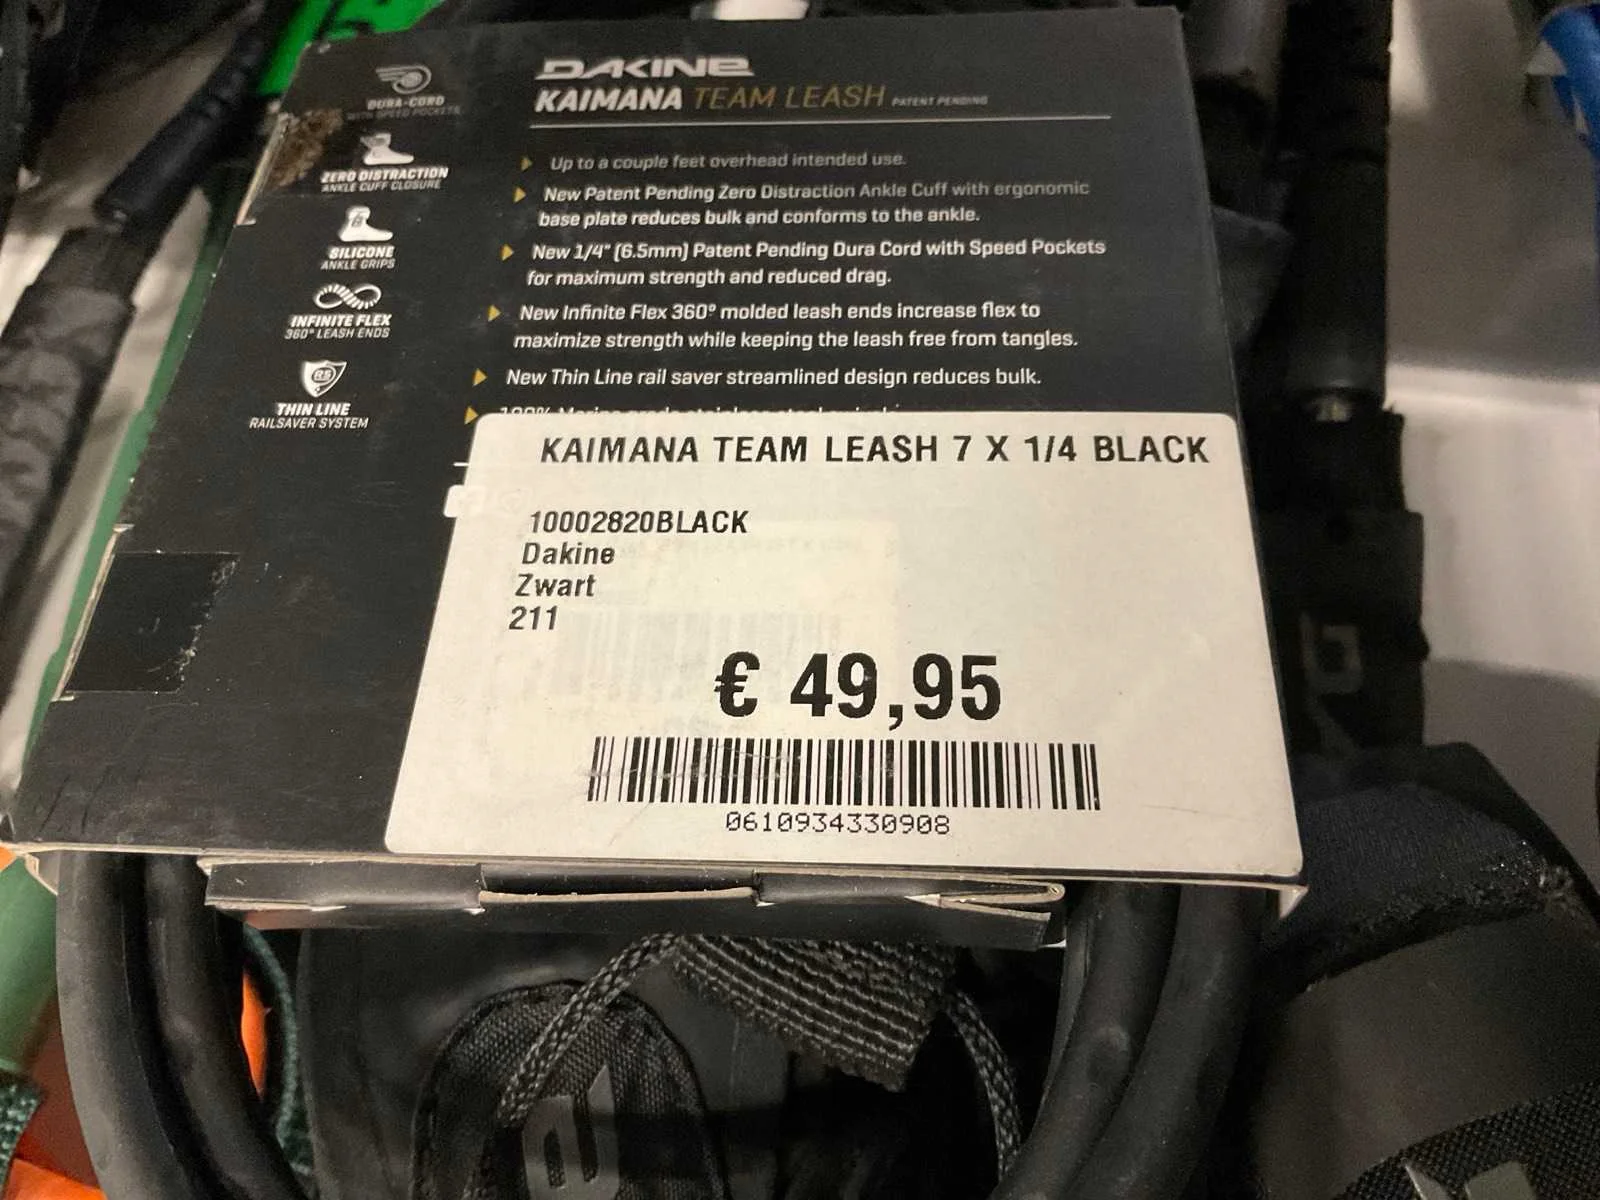 DAKINE
KAIMANA TEAM LEASH PATENT PENDING
DURA-CORD
WITH SPEED POCKETS
ZERO DISTRACTION
ANKLE CUFF CLOSURE
SILICONE
ANKLE GRIPS
INFINITE FLEX
360° LEASH ENDS
RS
THIN LINE
RAILSAVER SYSTEM
Up to a couple feet overhead intended use.
New Patent Pending Zero Distraction Ankle Cuff with ergonomic
base plate reduces bulk and conforms to the ankle.
New 1/4" (6.5mm) Patent Pending Dura Cord with Speed Pockets
for maximum strength and reduced drag.
New Infinite Flex 360° molded leash ends increase flex to
maximize strength while keeping the leash free from tangles.
New Thin Line rail saver streamlined design reduces bulk.
KAIMANA TEAM LEASH 7 X 1/4 BLACK
10002820BLACK
Dakine
Zwart
211
€ 49,95
0610934330908